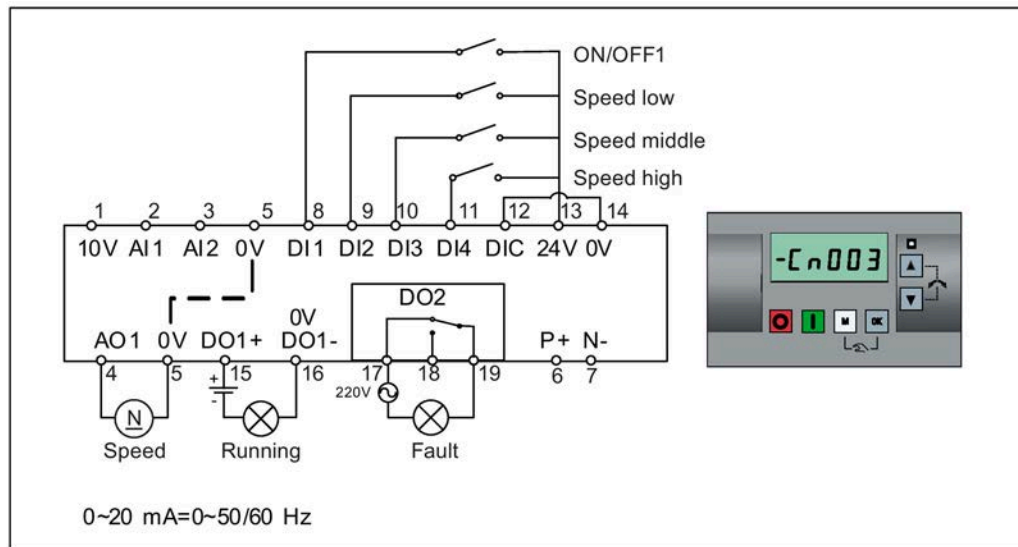 ON/OFF1
Speed low
Speed middle
Speed high
1 2 3 5 8 9 10 11 12 13 14
10V AI1 AI2 0V DI1 DI2 DI3 DI4 DIC 24V 0V
-Cn003
DO2
0V
AO1 0V DO1+ DO1- P+ N-
4 5 15 16 17 18 19 6 7
+
-
220V
N
M OK
Speed Running Fault
0~20 mA=0~50/60 Hz